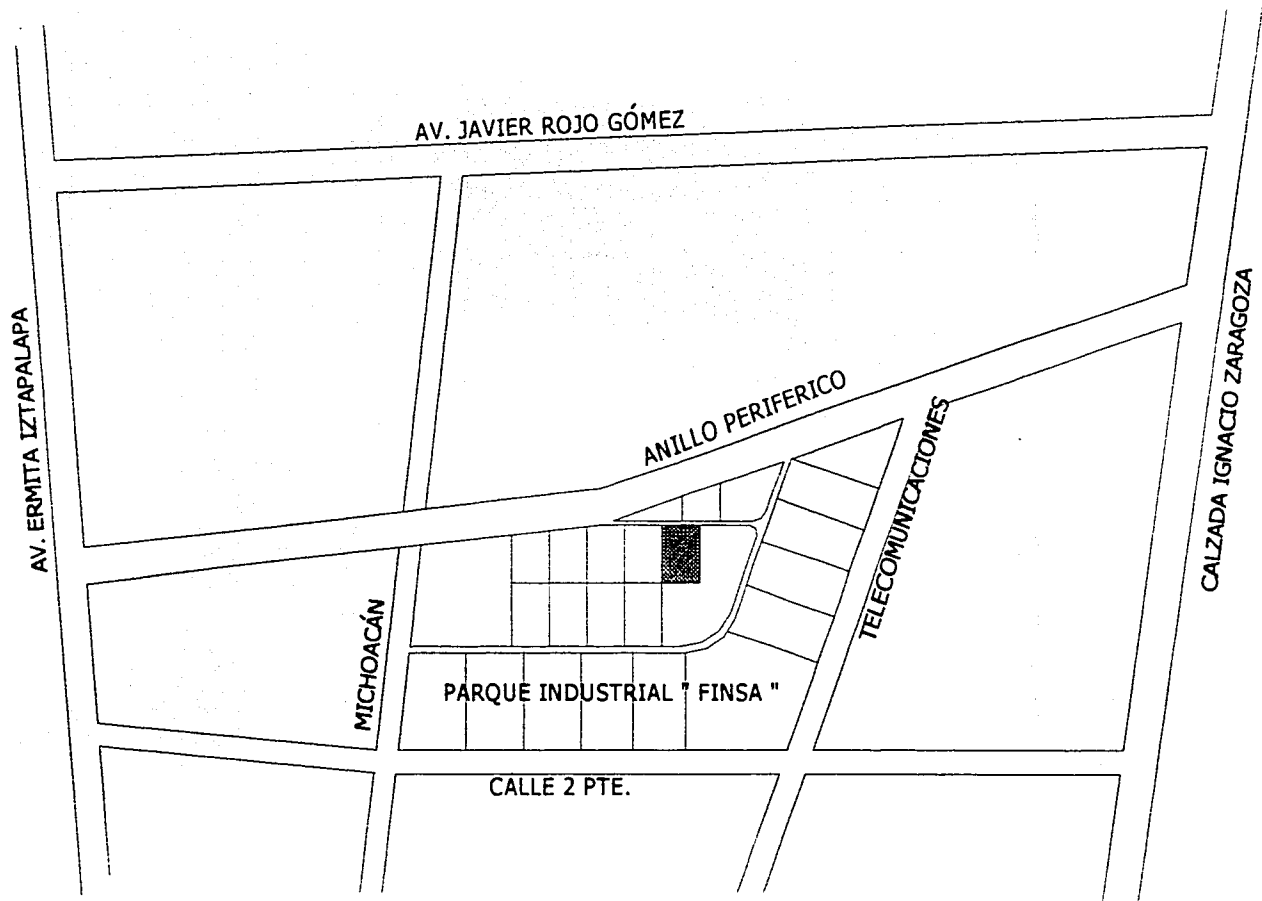 AV. JAVIER ROJO GÓMEZ
AV. ERMITA IZTAPALAPA
CALZADA IGNACIO ZARAGOZA
ANILLO PERIFERICO
TELECOMUNICACIONES
MICHOACÁN
PARQUE INDUSTRIAL " FINSA "
CALLE 2 PTE.